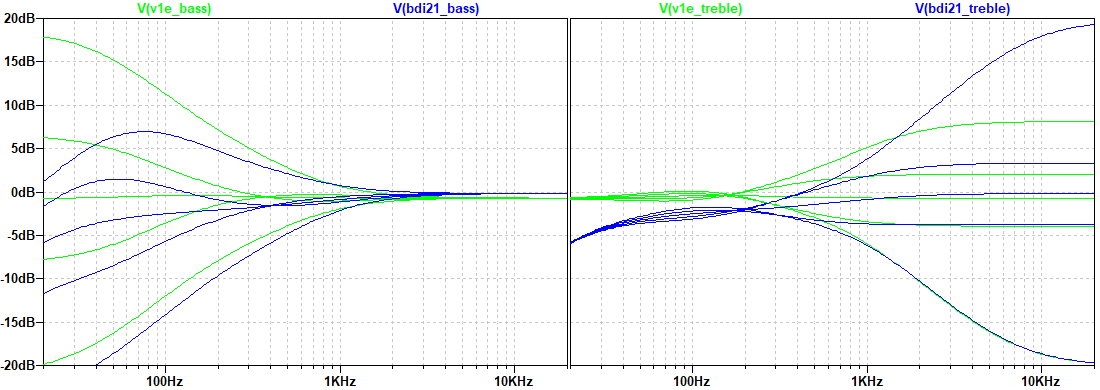 V(v1e_bass) V(bdi21_bass) V(v1e_treble) V(bdi21_treble)
20dB
15dB
10dB
5dB
0dB
-5dB
-10dB
-15dB
-20dB
100Hz 1KHz 10KHz 100Hz 1KHz 10KHz